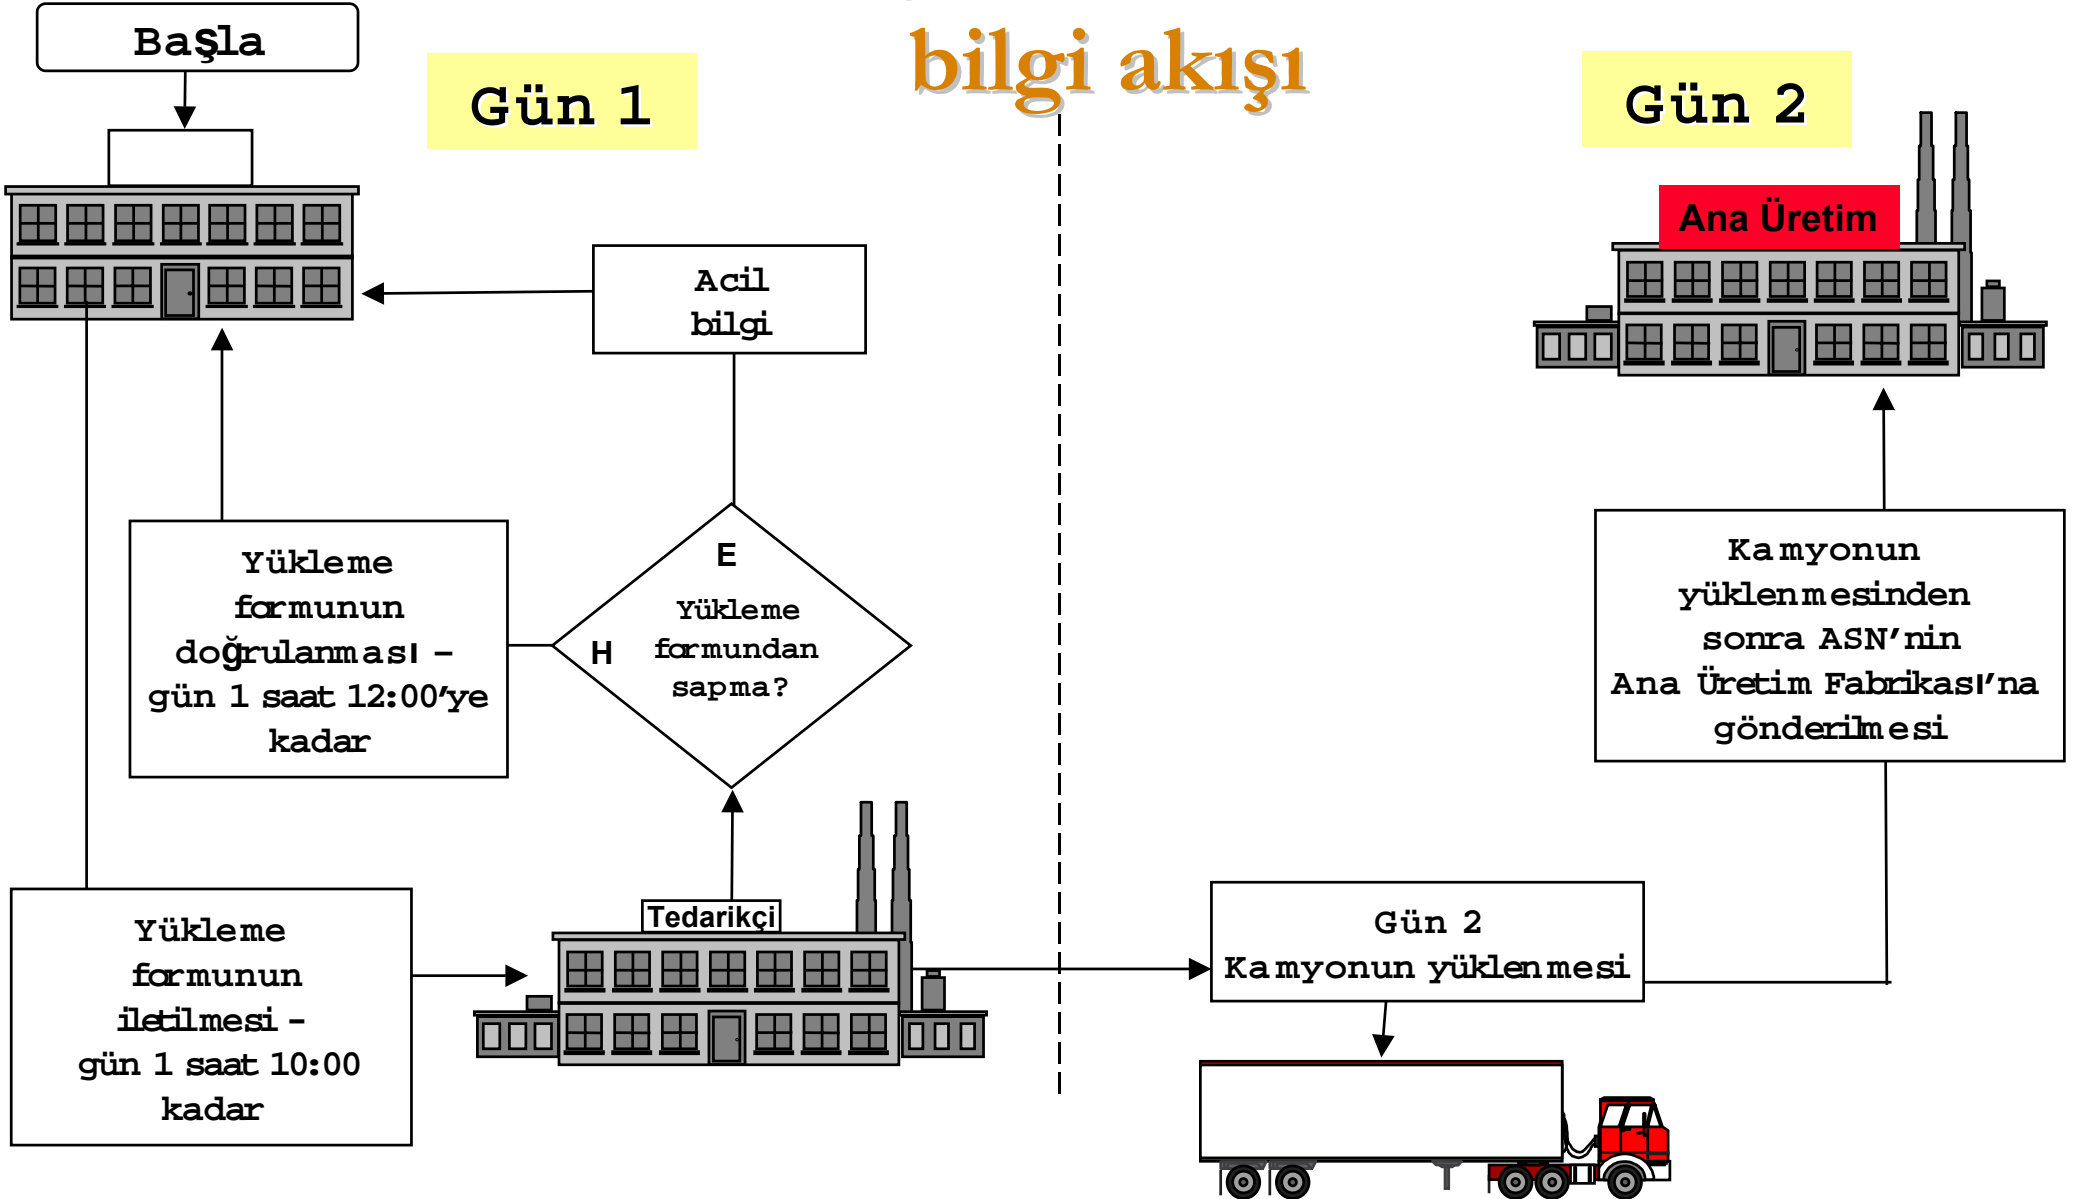 bilgi akışı
Başla
Gün 1
Gün 2
Ana Üretim
Acil
bilgi
Yükleme
formunun
doğrulanması –
gün 1 saat 12:00’ye
kadar
E
H
Yükleme
formundan
sapma?
Kamyonun
yüklenmesinden
sonra ASN’nin
Ana Üretim Fabrikası’na
gönderilmesi
Yükleme
formunun
iletilmesi –
gün 1 saat 10:00
kadar
Tedarikçi
Gün 2
Kamyonun yüklenmesi